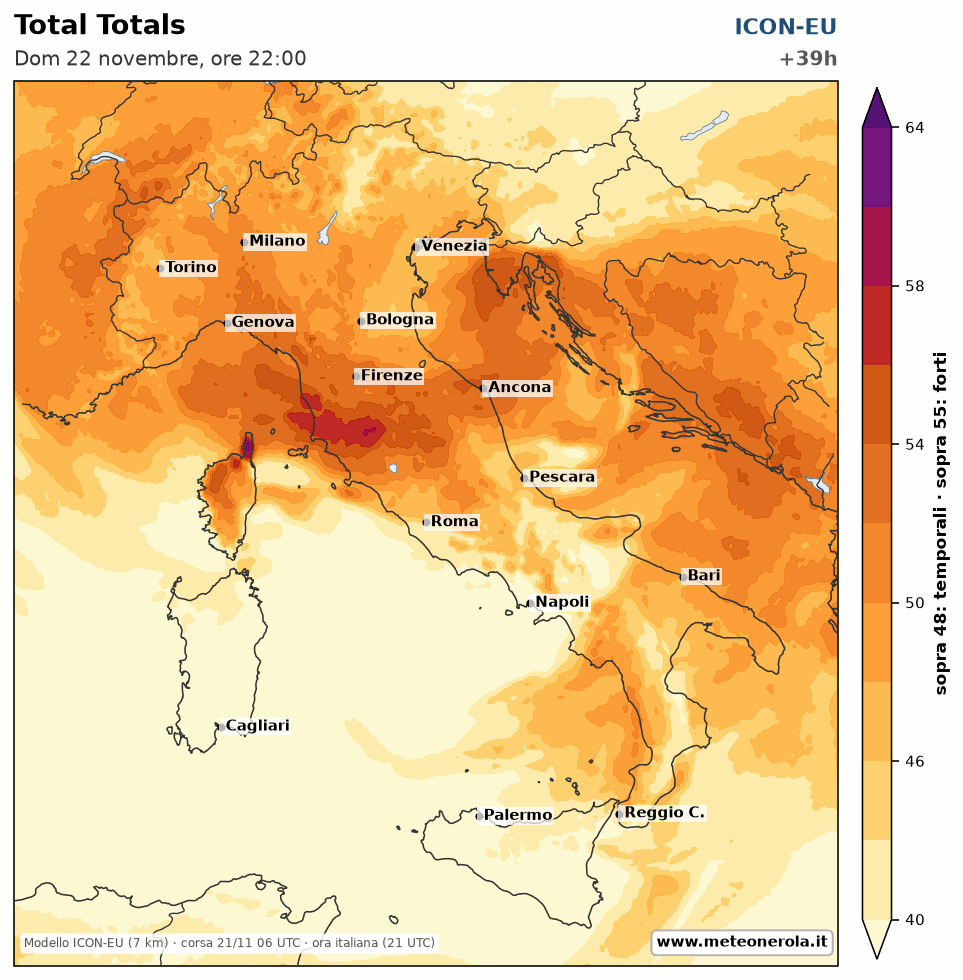 Total Totals
ICON-EU
Dom 22 novembre, ore 22:00
+39h
64
58
54
50
46
40
sopra 48: temporali · sopra 55: forti
Milano
Venezia
Torino
Genova
Bologna
Firenze
Ancona
Pescara
Roma
Bari
Napoli
Cagliari
Palermo
Reggio C.
Modello ICON-EU (7 km) · corsa 21/11 06 UTC · ora italiana (21 UTC)
www.meteonerola.it